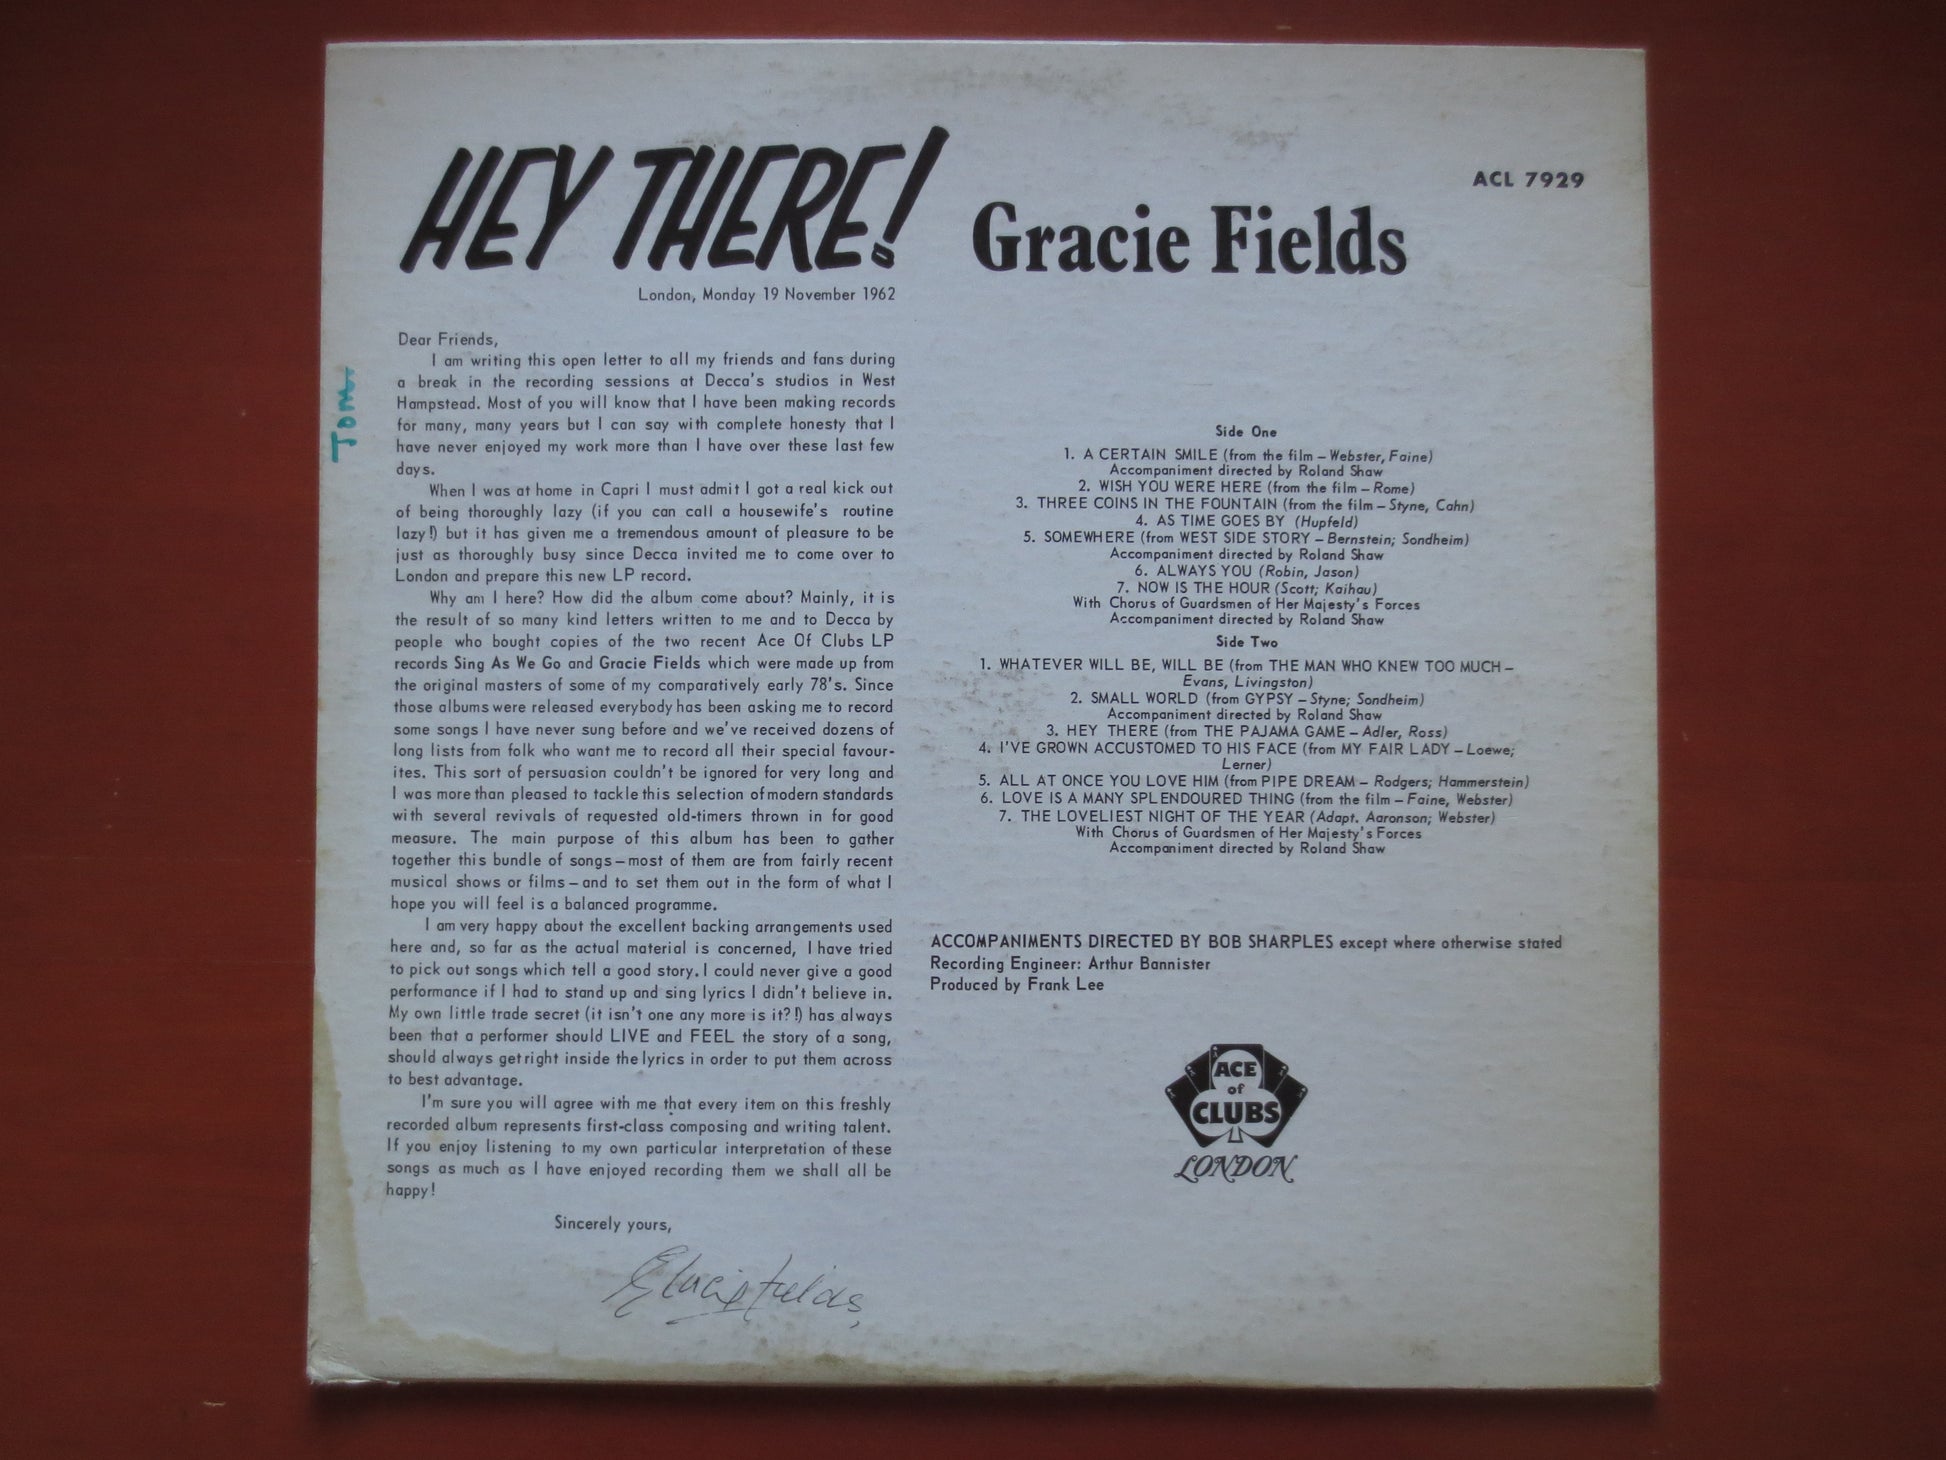 HEY THERE!
Gracie Fields
ACL 7929
London, Monday 19 November 1962
Tom
Dear Friends,
I am writing this open letter to all my friends and fans during
a break in the recording sessions at Decca's studios in West
Hampstead. Most of you will know that I have been making records
for many, many years but I can say with complete honesty that I
have never enjoyed my work more than I have over these last few
days.
When I was at home in Capri I must admit I got a real kick out
of being thoroughly lazy (if you can call a housewife's routine
lazy!) but it has given me a tremendous amount of pleasure to be
just as thoroughly busy since Decca invited me to come over to
London and prepare this new LP record.
Why am I here? How did the album come about? Mainly, it is
the result of so many kind letters written to me and to Decca by
people who bought copies of the two recent Ace Of Clubs LP
records Sing As We Go and Gracie Fields which were made up from
the original masters of some of my comparatively early 78's. Since
those albums were released everybody has been asking me to record
some songs I have never sung before and we've received dozens of
long lists from folk who want me to record all their special favour-
ites. This sort of persuasion couldn't be ignored for very long and
I was more than pleased to tackle this selection of modern standards
with several revivals of requested old-timers thrown in for good
measure. The main purpose of this album has been to gather
together this bundle of songs – most of them are from fairly recent
musical shows or films – and to set them out in the form of what I
hope you will feel is a balanced programme.
I am very happy about the excellent backing arrangements used
here and, so far as the actual material is concerned, I have tried
to pick out songs which tell a good story. I could never give a good
performance if I had to stand up and sing lyrics I didn't believe in.
My own little trade secret (it isn't one any more is it?!) has always
been that a performer should LIVE and FEEL the story of a song,
should always get right inside the lyrics in order to put them across
to best advantage.
I'm sure you will agree with me that every item on this freshly
recorded album represents first-class composing and writing talent.
If you enjoy listening to my own particular interpretation of these
songs as much as I have enjoyed recording them we shall all be
happy!
Sincerely yours,
Gracie Fields
Side One
1. A CERTAIN SMILE (from the film – Webster, Faine)
Accompaniment directed by Roland Shaw
2. WISH YOU WERE HERE (from the film – Rome)
3. THREE COINS IN THE FOUNTAIN (from the film – Styne, Cahn)
4. AS TIME GOES BY (Hupfeld)
5. SOMEWHERE (from WEST SIDE STORY – Bernstein; Sondheim)
Accompaniment directed by Roland Shaw
6. ALWAYS YOU (Robin, Jason)
7. NOW IS THE HOUR (Scott; Kaihau)
With Chorus of Guardsmen of Her Majesty's Forces
Accompaniment directed by Roland Shaw
Side Two
1. WHATEVER WILL BE, WILL BE (from THE MAN WHO KNEW TOO MUCH –
Evans, Livingston)
2. SMALL WORLD (from GYPSY – Styne; Sondheim)
Accompaniment directed by Roland Shaw
3. HEY THERE (from THE PAJAMA GAME – Adler, Ross)
4. I'VE GROWN ACCUSTOMED TO HIS FACE (from MY FAIR LADY – Loewe;
Lerner)
5. ALL AT ONCE YOU LOVE HIM (from PIPE DREAM – Rodgers; Hammerstein)
6. LOVE IS A MANY SPLENDOURED THING (from the film – Faine, Webster)
7. THE LOVELIEST NIGHT OF THE YEAR (Adapt. Aaronson; Webster)
With Chorus of Guardsmen of Her Majesty's Forces
Accompaniment directed by Roland Shaw
ACCOMPANIMENTS DIRECTED BY BOB SHARPLES except where otherwise stated
Recording Engineer: Arthur Bannister
Produced by Frank Lee
ACE
of
CLUBS
LONDON